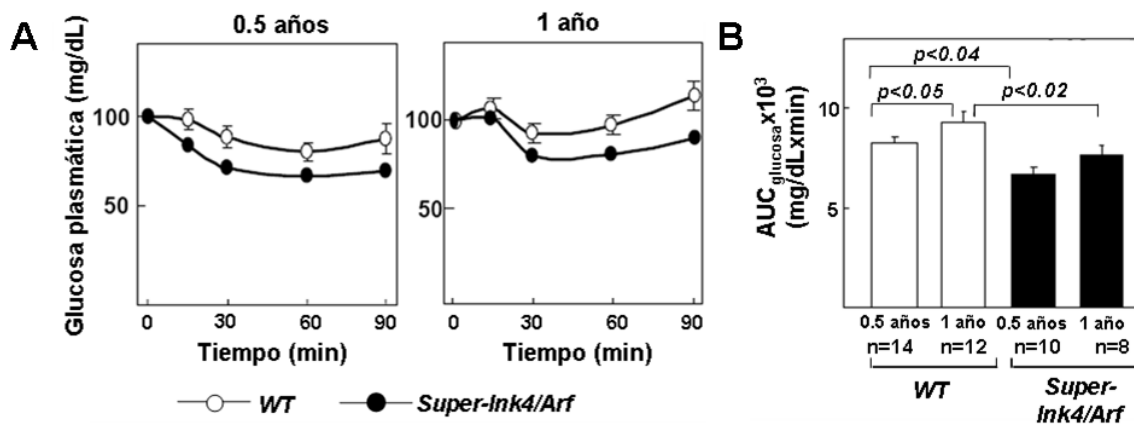 A
0.5 años
1 año
B
Glucosa plasmática (mg/dL)
100
50
0 30 60 90
Tiempo (min)
100
50
0 30 60 90
Tiempo (min)
WT
Super-Ink4/Arf
AUCglucosax10³
(mg/dLxmin)
10
5
p<0.04
p<0.05
p<0.02
0.5 años 1 año 0.5 años 1 año
n=14 n=12 n=10 n=8
WT
Super-
Ink4/Arf